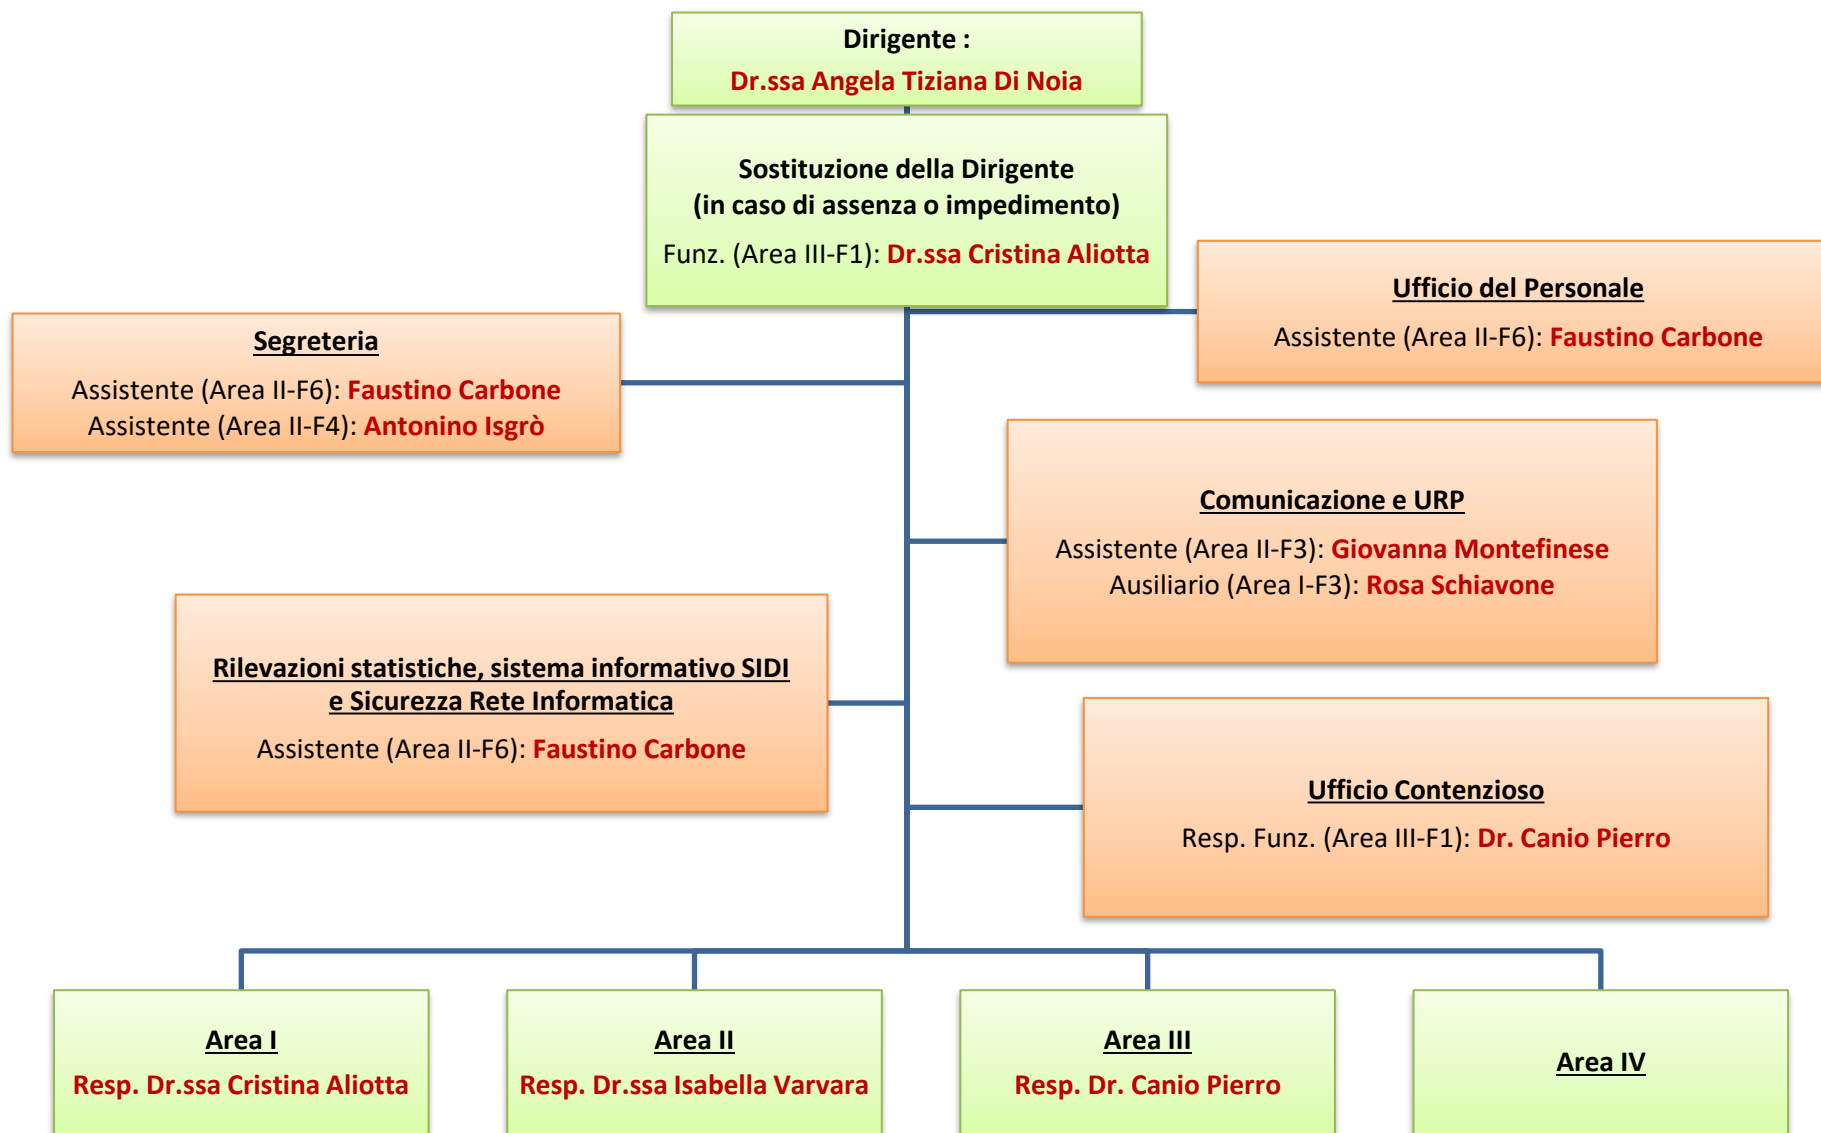 Dirigente :
Dr.ssa Angela Tiziana Di Noia
Sostituzione della Dirigente
(in caso di assenza o impedimento)
Funz. (Area III-F1): Dr.ssa Cristina Aliotta
Ufficio del Personale
Assistente (Area II-F6): Faustino Carbone
Segreteria
Assistente (Area II-F6): Faustino Carbone
Assistente (Area II-F4): Antonino Isgrò
Comunicazione e URP
Assistente (Area II-F3): Giovanna Montefinese
Ausiliario (Area I-F3): Rosa Schiavone
Rilevazioni statistiche, sistema informativo SIDI
e Sicurezza Rete Informatica
Assistente (Area II-F6): Faustino Carbone
Ufficio Contenzioso
Resp. Funz. (Area III-F1): Dr. Canio Pierro
Area I
Resp. Dr.ssa Cristina Aliotta
Area II
Resp. Dr.ssa Isabella Varvara
Area III
Resp. Dr. Canio Pierro
Area IV